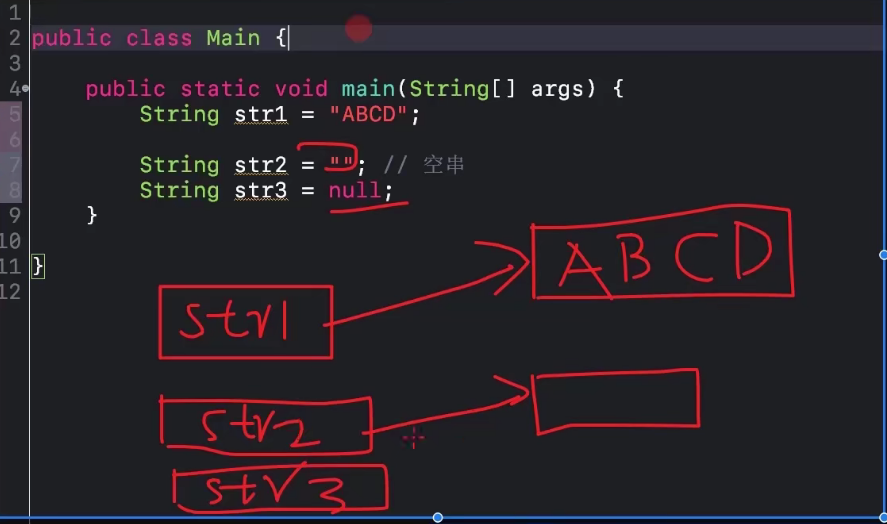 1
2 public class Main {
3
4 public static void main(String[] args) {
5 String str1 = "ABCD";
6
7 String str2 = ""; // 空串
8 String str3 = null;
9 }
10
11 }
12
str1
ABCD
str2
str3